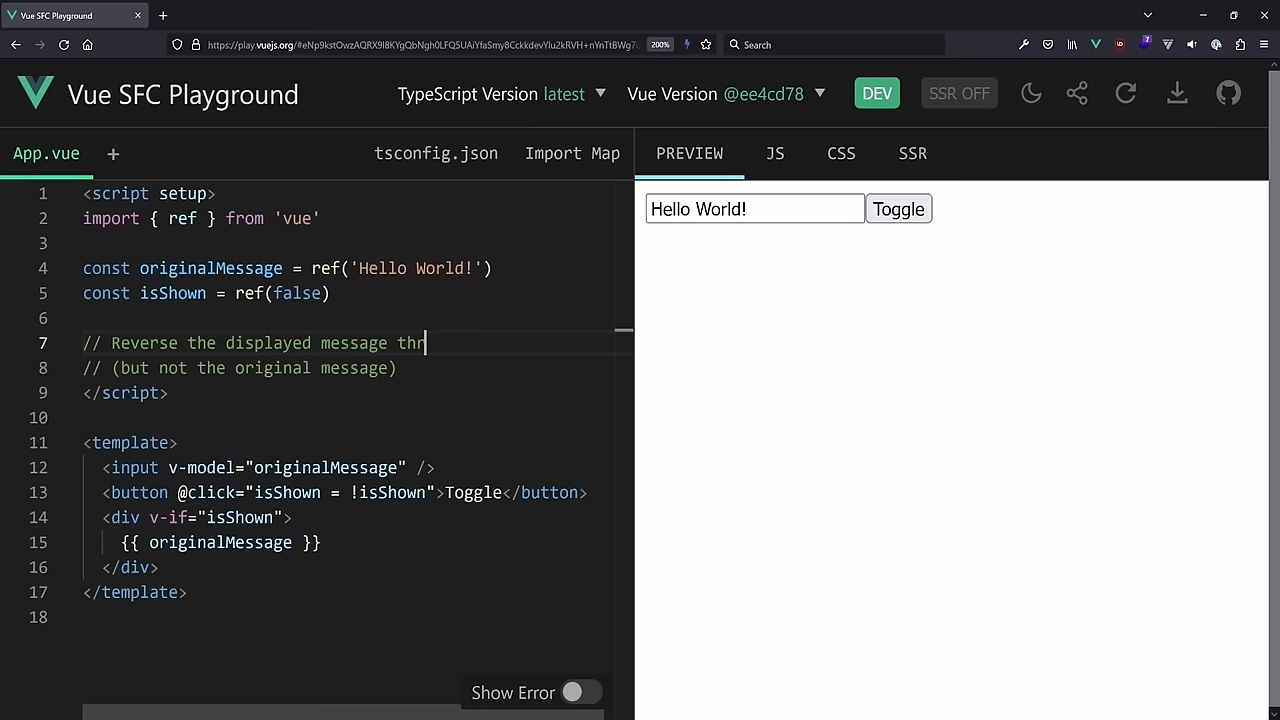 Vue SFC Playground
https://play.vuejs.org/#eNp9kstOwzAQRX9I8KYgQbNgh0LFQ5UAiYfaSmy8CckkdevYlu2kRVH+nYnTtBWg7
200%
Search
7
Vue SFC Playground
TypeScript Version latest
Vue Version @ee4cd78
DEV
SSR OFF
App.vue
+
tsconfig.json
Import Map
PREVIEW
JS
CSS
SSR
1 <script setup>
2 import { ref } from 'vue'
3
4 const originalMessage = ref('Hello World!')
5 const isShown = ref(false)
6
7 // Reverse the displayed message thr
8 // (but not the original message)
9 </script>
10
11 <template>
12 <input v-model="originalMessage" />
13 <button @click="isShown = !isShown">Toggle</button>
14 <div v-if="isShown">
15 {{ originalMessage }}
16 </div>
17 </template>
18
Hello World!
Toggle
Show Error